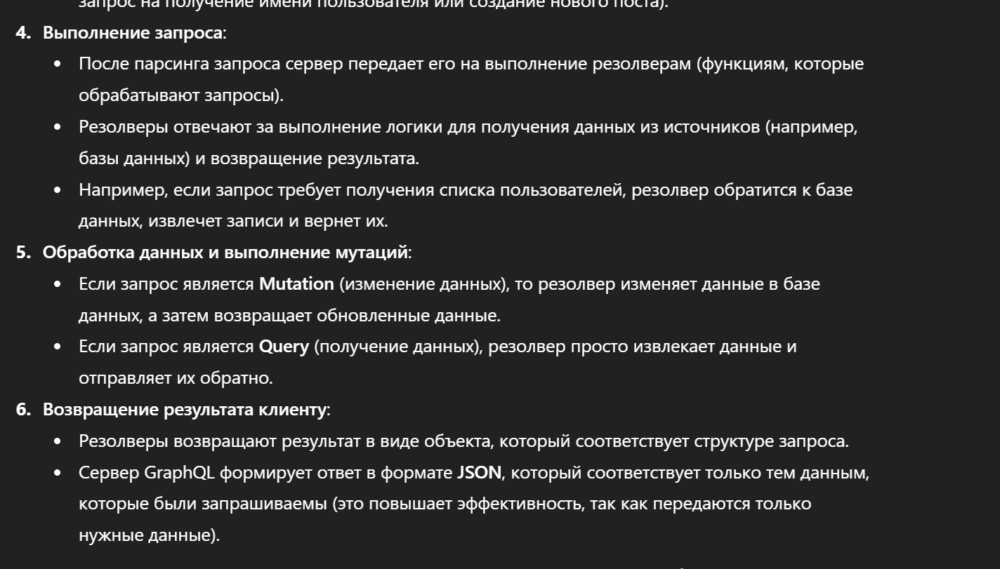 запрос на получение имени пользователя или создание нового поста).
4. Выполнение запроса:
• После парсинга запроса сервер передает его на выполнение резолверам (функциям, которые
обрабатывают запросы).
• Резолверы отвечают за выполнение логики для получения данных из источников (например,
базы данных) и возвращение результата.
• Например, если запрос требует получения списка пользователей, резолвер обратится к базе
данных, извлечет записи и вернет их.
5. Обработка данных и выполнение мутаций:
• Если запрос является Mutation (изменение данных), то резолвер изменяет данные в базе
данных, а затем возвращает обновленные данные.
• Если запрос является Query (получение данных), резолвер просто извлекает данные и
отправляет их обратно.
6. Возвращение результата клиенту:
• Резолверы возвращают результат в виде объекта, который соответствует структуре запроса.
• Сервер GraphQL формирует ответ в формате JSON, который соответствует только тем данным,
которые были запрашиваемы (это повышает эффективность, так как передаются только
нужные данные).